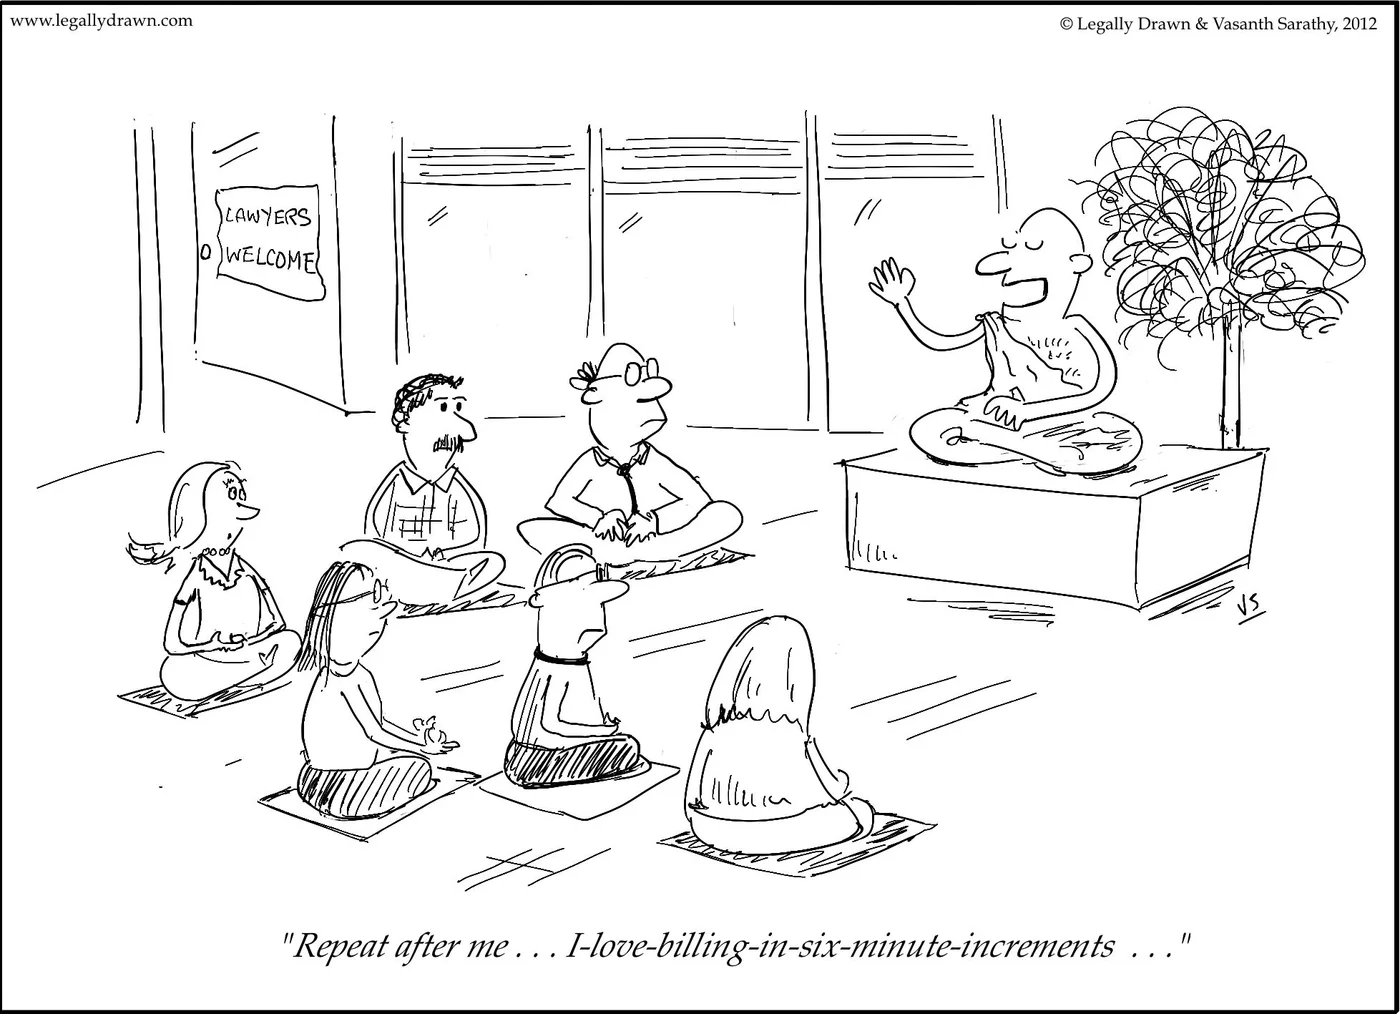 www.legallydrawn.com
© Legally Drawn & Vasanth Sarathy, 2012
LAWYERS
WELCOME
VS
"Repeat after me . . . I-love-billing-in-six-minute-increments . . ."